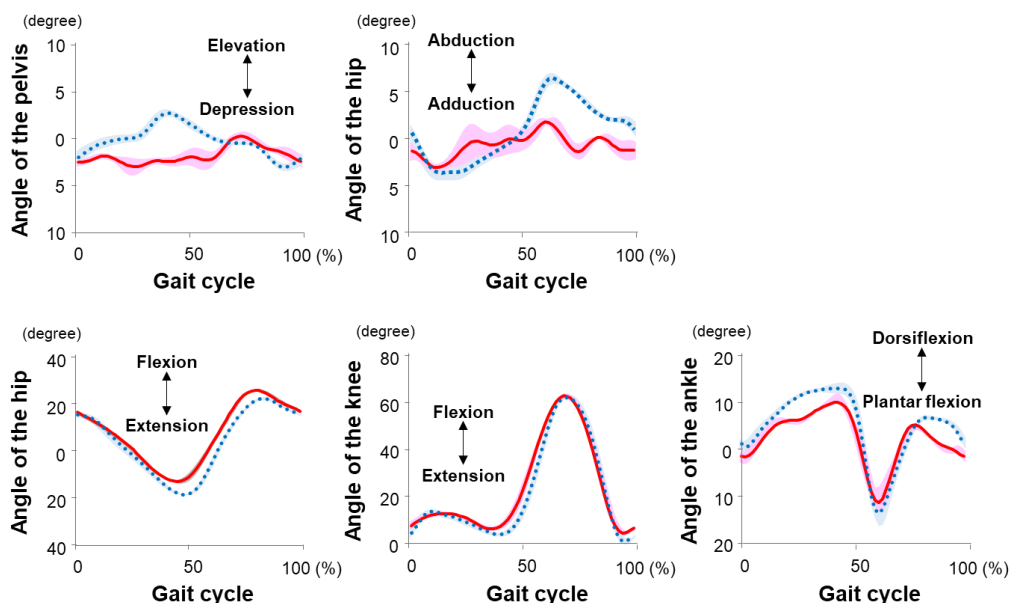 (degree)
Angle of the pelvis
10
5
0
5
10
Elevation
Depression
0
50
100 (%)
Gait cycle
(degree)
Angle of the hip
10
5
0
5
10
Abduction
Adduction
0
50
100 (%)
Gait cycle
(degree)
Angle of the hip
40
20
0
20
40
Flexion
Extension
0
50
100 (%)
Gait cycle
(degree)
Angle of the knee
80
60
40
20
0
Flexion
Extension
0
50
100 (%)
Gait cycle
(degree)
Angle of the ankle
20
10
0
10
20
Dorsiflexion
Plantar flexion
0
50
100 (%)
Gait cycle